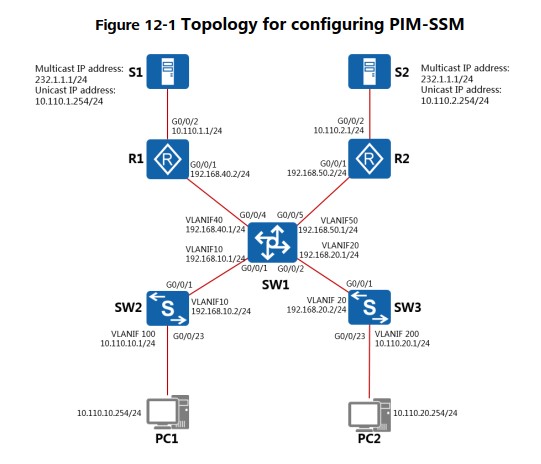 Figure 12-1 Topology for configuring PIM-SSM
Multicast IP address:
232.1.1.1/24
Unicast IP address:
10.110.1.254/24
S1
S2
Multicast IP address:
232.1.1.1/24
Unicast IP address:
10.110.2.254/24
G0/0/2
10.110.1.1/24
G0/0/2
10.110.2.1/24
R1
R
G0/0/1
192.168.40.2/24
G0/0/1
192.168.50.2/24
R
R2
VLANIF40
192.168.40.1/24
G0/0/4
G0/0/5
VLANIF50
192.168.50.1/24
VLANIF10
192.168.10.1/24
G0/0/1
G0/0/2
VLANIF20
192.168.20.1/24
SW1
SW2
S
G0/0/1
VLANIF10
192.168.10.2/24
G0/0/1
VLANIF 20
192.168.20.2/24
S
SW3
VLANIF 100
10.110.10.1/24
G0/0/23
G0/0/23
VLANIF 200
10.110.20.1/24
10.110.10.254/24
PC1
10.110.20.254/24
PC2